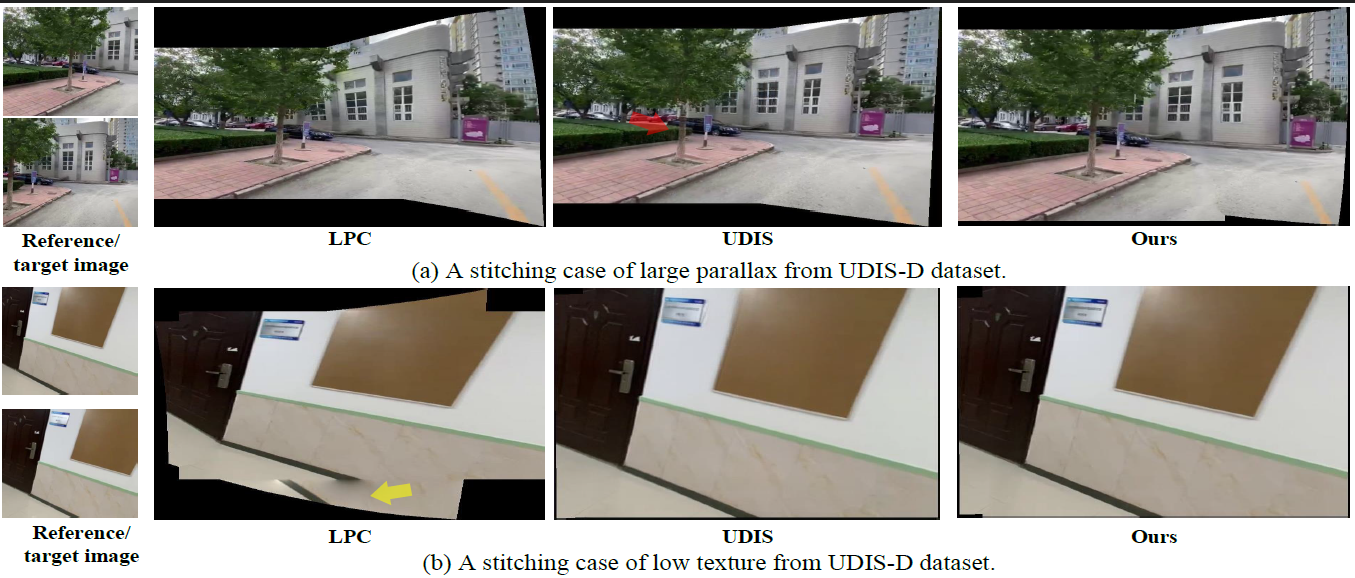 LPC
UDIS
Ours
Reference/
target image
(a) A stitching case of large parallax from UDIS-D dataset.
LPC
UDIS
Ours
Reference/
target image
(b) A stitching case of low texture from UDIS-D dataset.